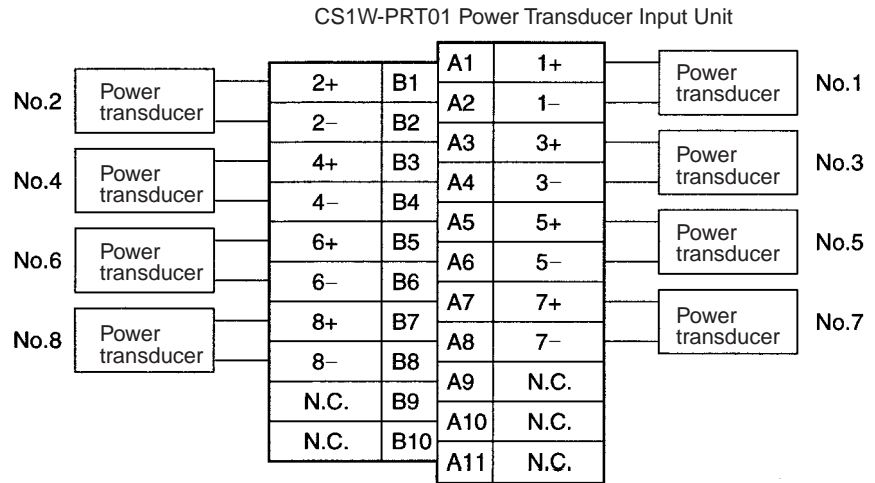 CS1W-PRT01 Power Transducer Input Unit
A1 1+
Power transducer No.1
A2 1−
No.2 Power transducer 2+ B1
2− B2
A3 3+
Power transducer No.3
A4 3−
No.4 Power transducer 4+ B3
4− B4
A5 5+
Power transducer No.5
A6 5−
No.6 Power transducer 6+ B5
6− B6
A7 7+
Power transducer No.7
A8 7−
No.8 Power transducer 8+ B7
8− B8
A9 N.C.
N.C. B9
A10 N.C.
N.C. B10
A11 N.C.